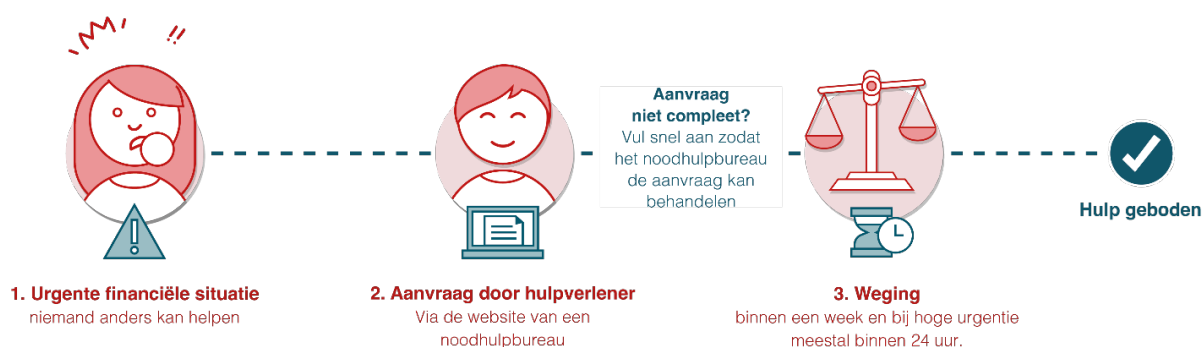 !!
Aanvraag
niet compleet?
Vul snel aan zodat
het noodhulpbureau
de aanvraag kan
behandelen
Hulp geboden
1. Urgente financiële situatie
niemand anders kan helpen
2. Aanvraag door hulpverlener
Via de website van een
noodhulpbureau
3. Weging
binnen een week en bij hoge urgentie
meestal binnen 24 uur.